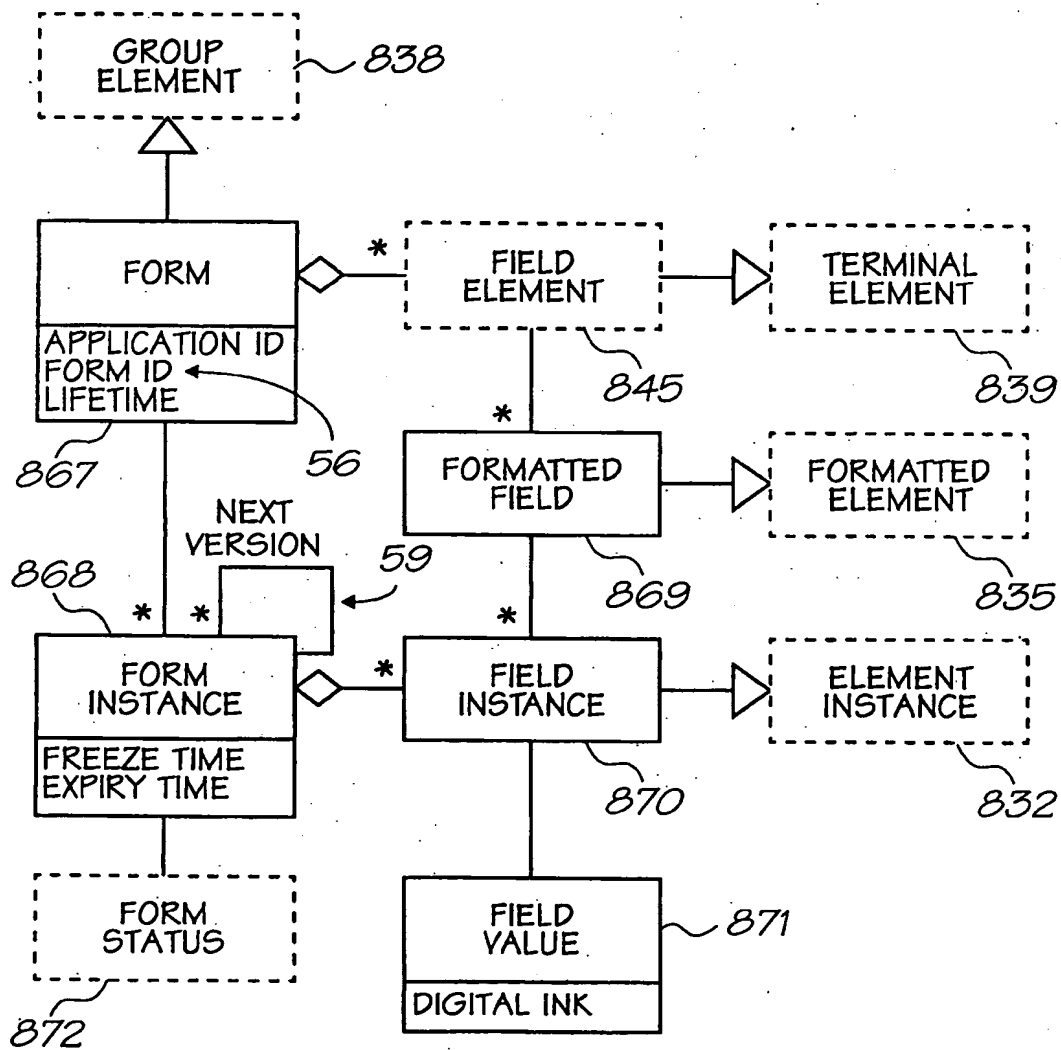 GROUP
ELEMENT
838
FORM
APPLICATION ID
FORM ID
LIFETIME
867
56
*
FIELD
ELEMENT
845
TERMINAL
ELEMENT
839
*
FORMATTED
FIELD
869
FORMATTED
ELEMENT
835
NEXT
VERSION
59
868
*
*
FORM
INSTANCE
FREEZE TIME
EXPIRY TIME
*
*
FIELD
INSTANCE
870
ELEMENT
INSTANCE
832
FORM
STATUS
872
FIELD
VALUE
871
DIGITAL INK